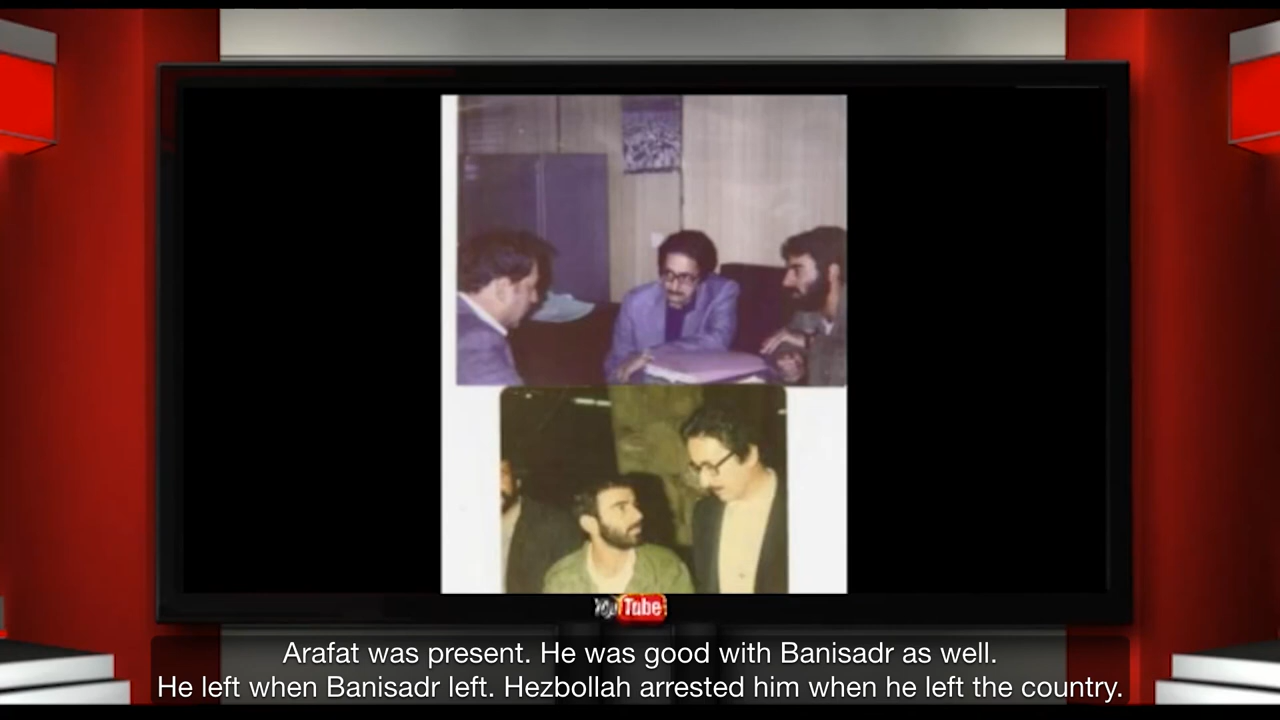 YouTube
Arafat was present. He was good with Banisadr as well.
He left when Banisadr left. Hezbollah arrested him when he left the country.